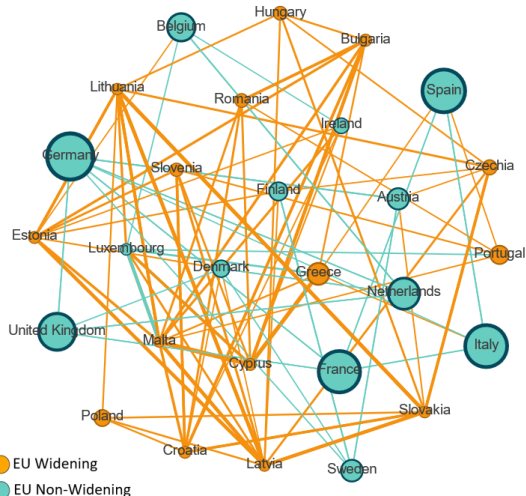 Hungary
Belgium
Bulgaria
Lithuania
Romania
Spain
Ireland
Germany
Slovenia
Czechia
Finland
Austria
Estonia
Luxembourg
Portugal
Denmark
Greece
Netherlands
United Kingdom
Malta
Italy
Cyprus
France
Poland
Slovakia
Croatia
Latvia
Sweden
EU Widening
EU Non-Widening